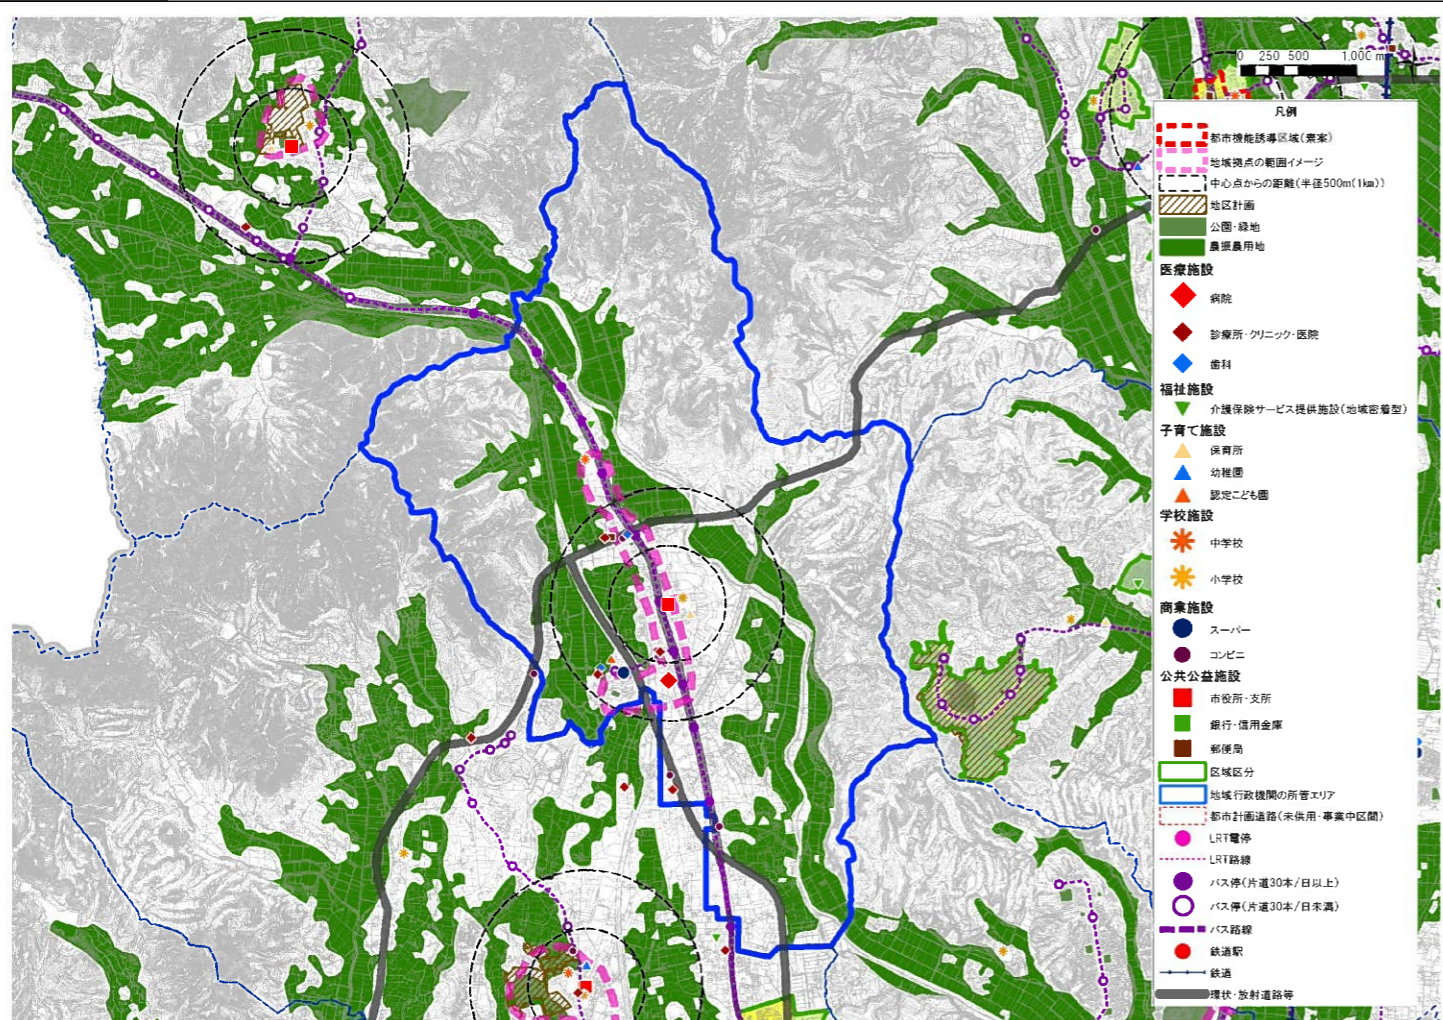 0 250 500 1,000 m
凡例
都市機能誘導区域(素案)
地域拠点の範囲イメージ
中心点からの距離(半径500m(1km))
地区計画
公園・緑地
農振農用地
医療施設
病院
診療所・クリニック・医院
歯科
福祉施設
介護保険サービス提供施設(地域密着型)
子育て施設
保育所
幼稚園
認定こども園
学校施設
中学校
小学校
商業施設
スーパー
コンビニ
公共公益施設
市役所・支所
銀行・信用金庫
郵便局
区域区分
地域行政機関の所管エリア
都市計画道路(未供用・事業中区間)
LRT電停
LRT路線
バス停(片道30本/日以上)
バス停(片道30本/日未満)
バス路線
鉄道駅
鉄道
環状・放射道路等